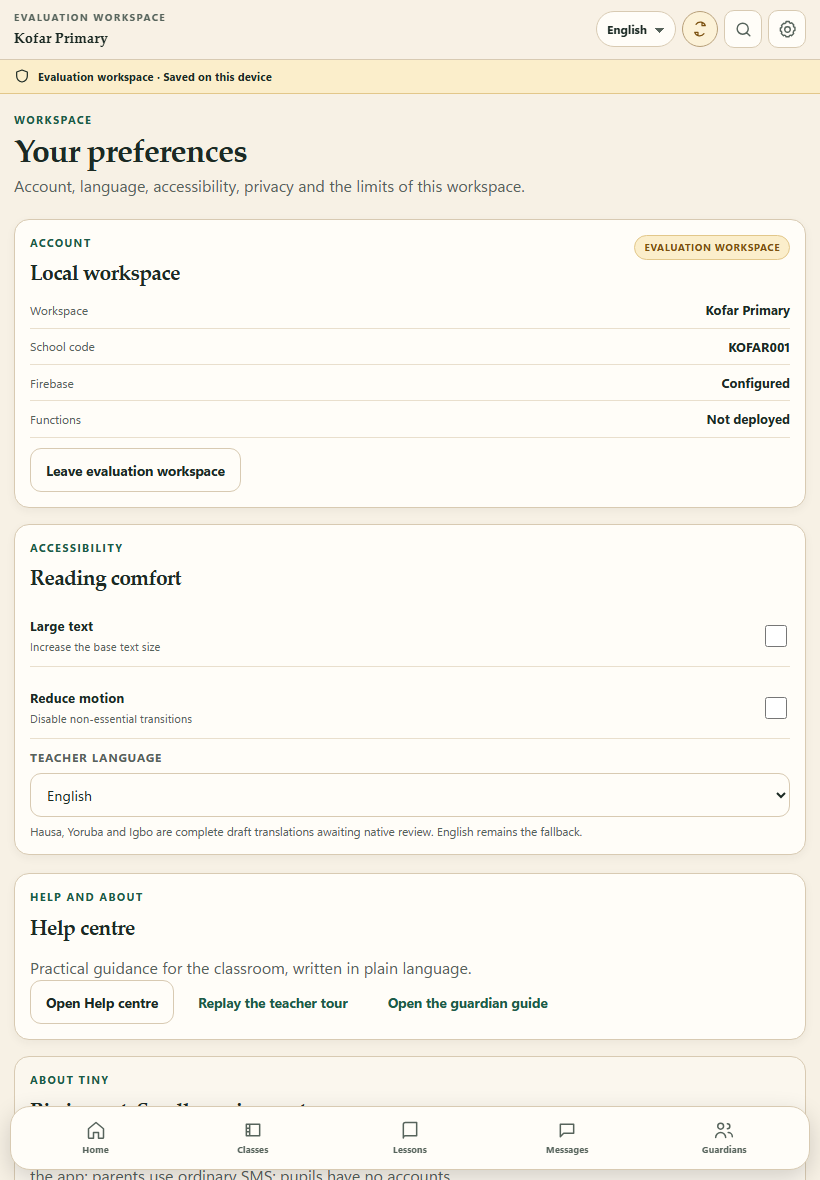 EVALUATION WORKSPACE
Kofar Primary
English
Evaluation workspace · Saved on this device
WORKSPACE
Your preferences
Account, language, accessibility, privacy and the limits of this workspace.
ACCOUNT
EVALUATION WORKSPACE
Local workspace
Workspace
Kofar Primary
School code
KOFAR001
Firebase
Configured
Functions
Not deployed
Leave evaluation workspace
ACCESSIBILITY
Reading comfort
Large text
Increase the base text size
Reduce motion
Disable non-essential transitions
TEACHER LANGUAGE
English
Hausa, Yoruba and Igbo are complete draft translations awaiting native review. English remains the fallback.
HELP AND ABOUT
Help centre
Practical guidance for the classroom, written in plain language.
Open Help centre
Replay the teacher tour
Open the guardian guide
ABOUT TINY
Home
Classes
Lessons
Messages
Guardians
the app; parents use ordinary SMS; pupils have no accounts